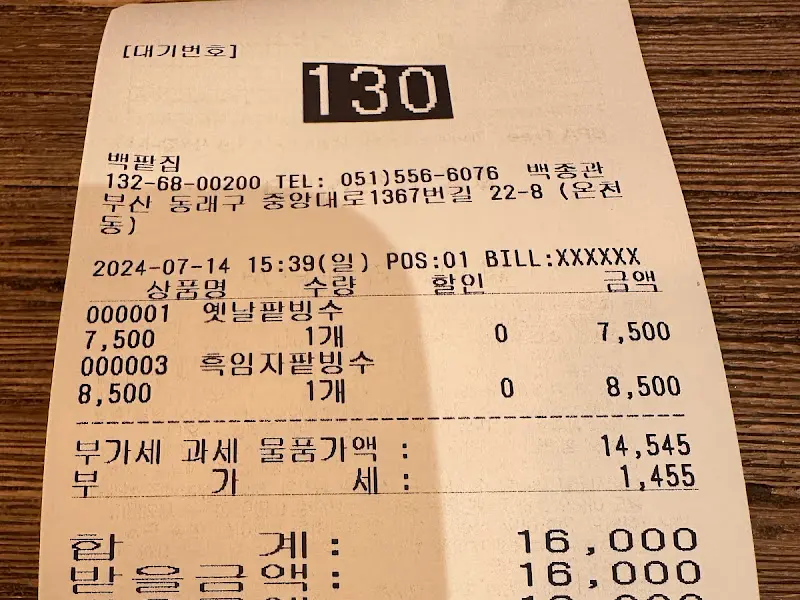 [대기번호]
130
백팥집
132-68-00200 TEL: 051)556-6076 백종관
부산 동래구 중앙대로1367번길 22-8 (온천
동)
2024-07-14 15:39(일) POS:01 BILL:XXXXXX
상품명 수량 할인 금액
000001 옛날팥빙수
7,500 1개 0 7,500
000003 흑임자팥빙수
8,500 1개 0 8,500
부가세 과세 물품가액 : 14,545
부 가 세 : 1,455
합 계 : 16,000
받을금액 : 16,000